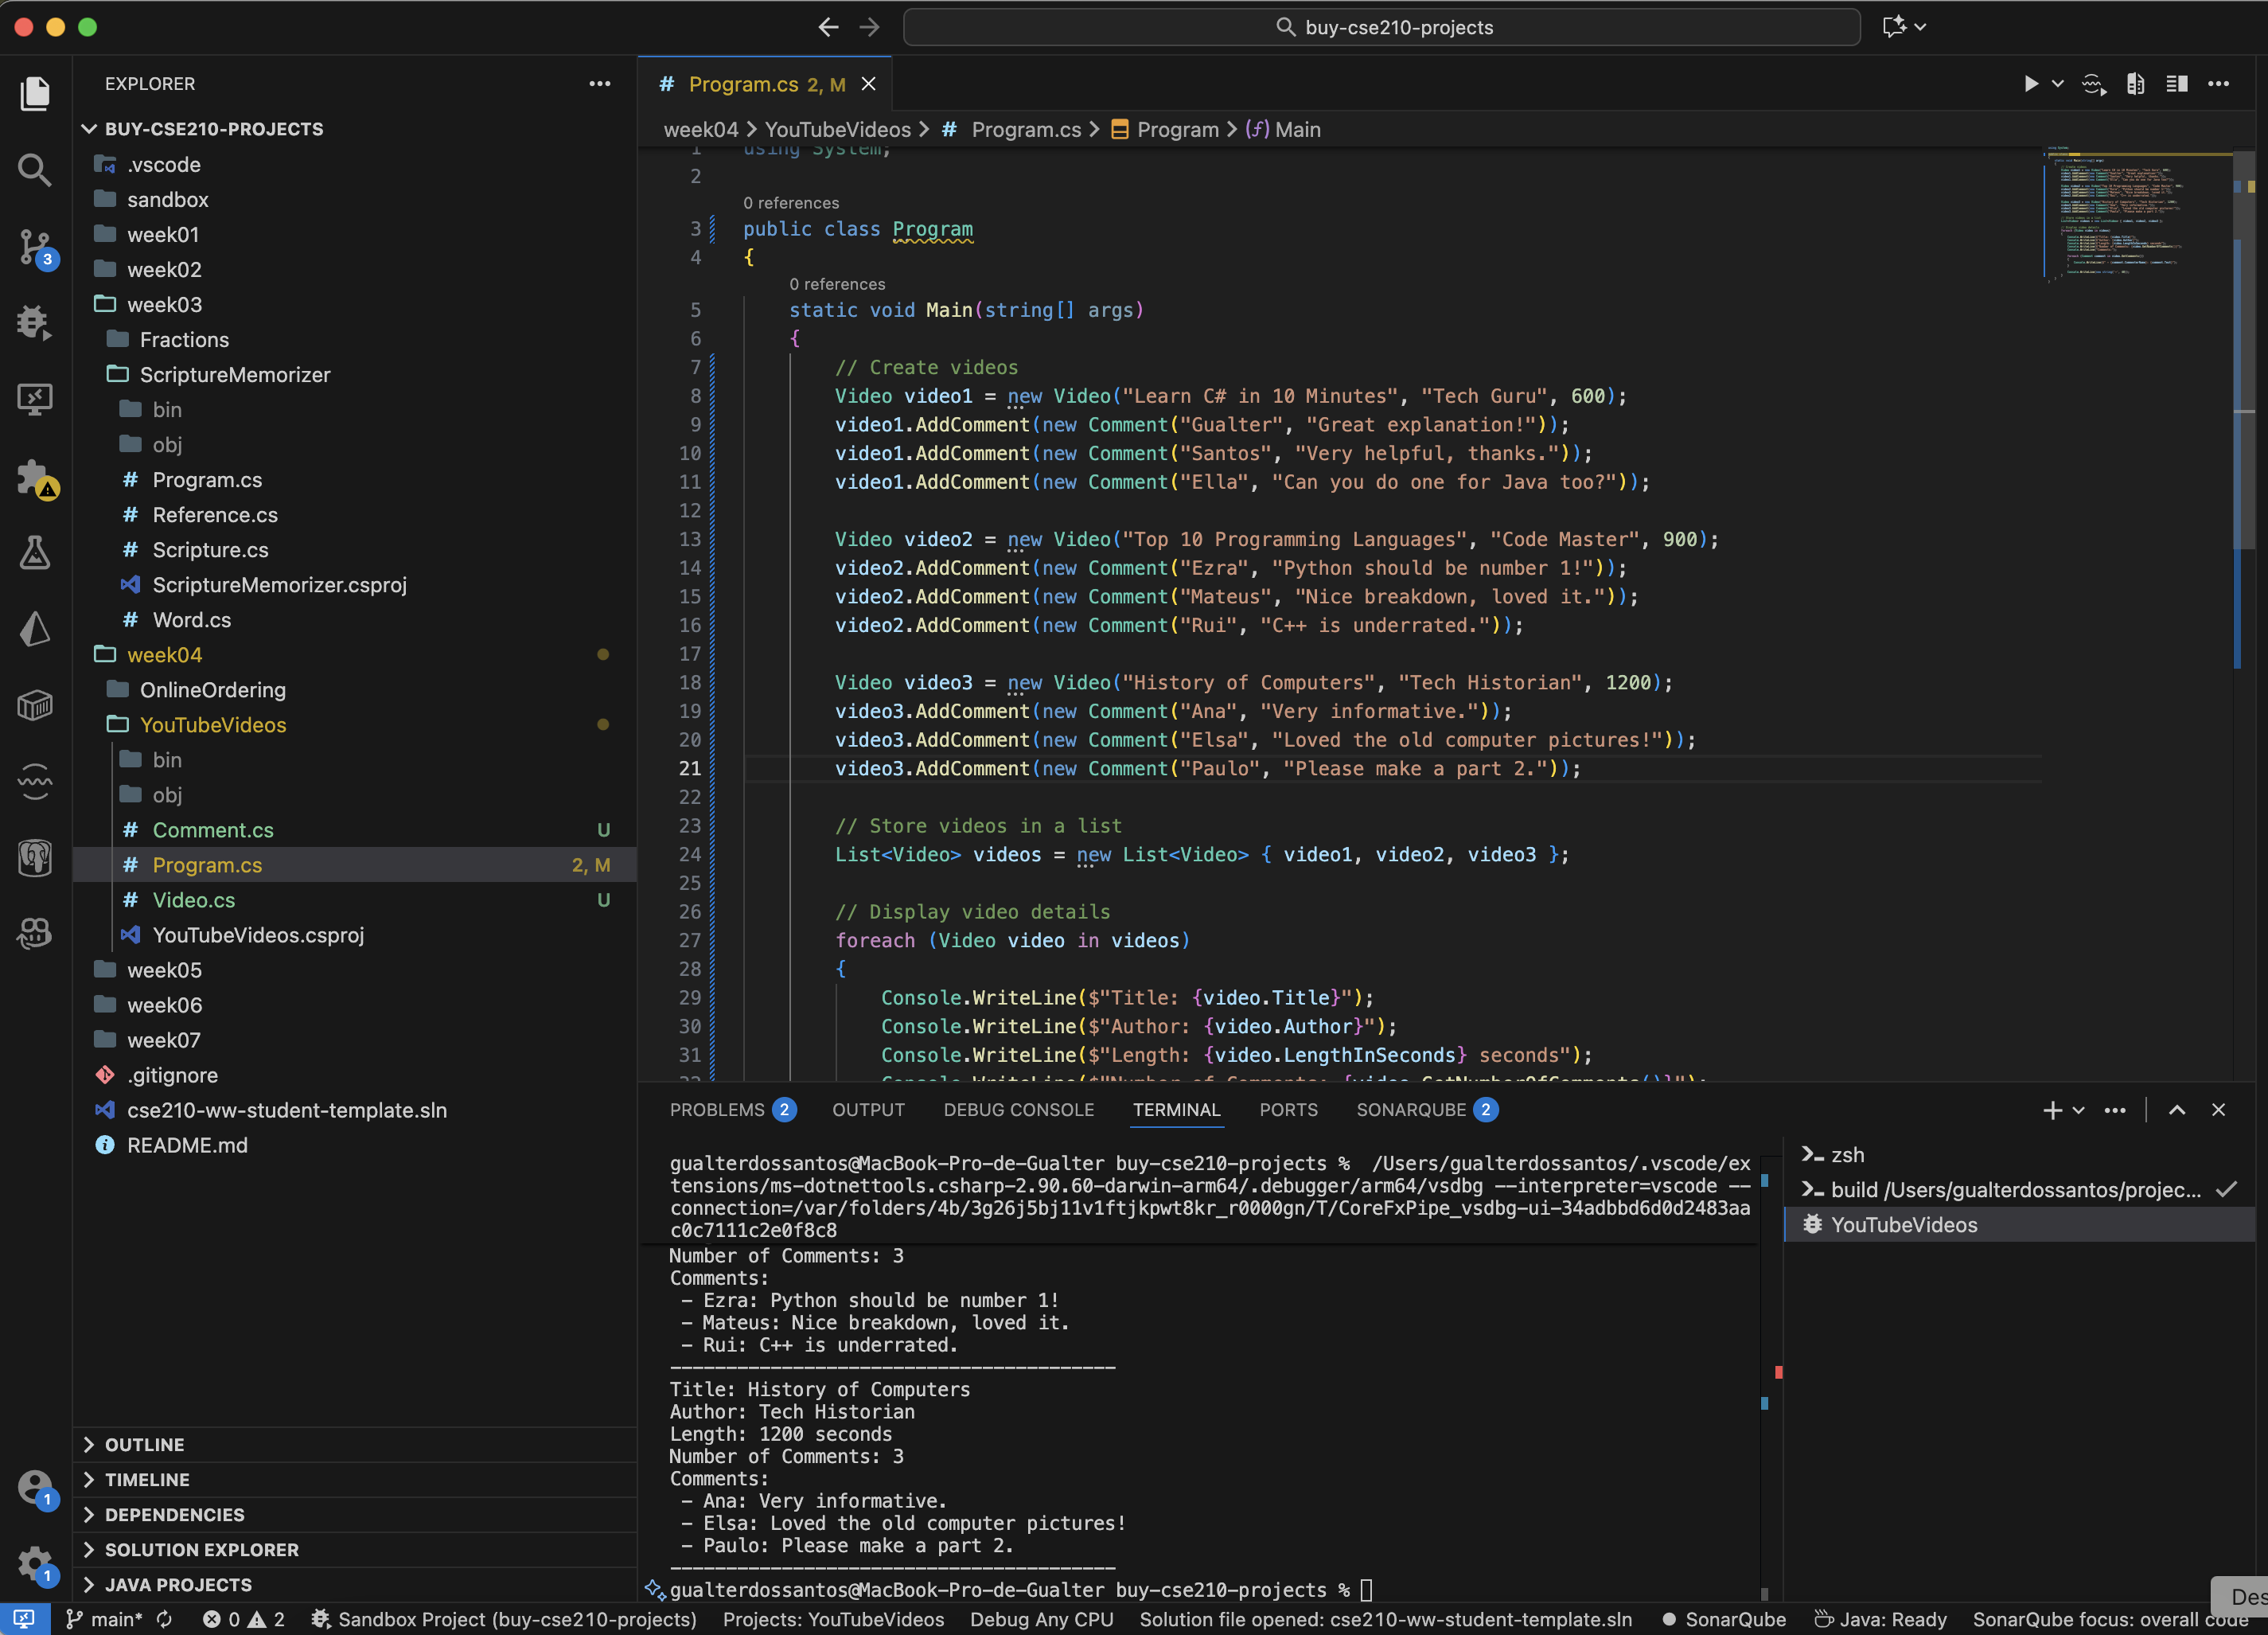 buy-cse210-projects
EXPLORER
BUY-CSE210-PROJECTS
.vscode
sandbox
week01
week02
3
week03
Fractions
ScriptureMemorizer
bin
obj
# Program.cs
# Reference.cs
# Scripture.cs
ScriptureMemorizer.csproj
# Word.cs
week04
OnlineOrdering
YouTubeVideos
bin
obj
# Comment.cs U
# Program.cs 2, M
# Video.cs U
YouTubeVideos.csproj
week05
week06
week07
.gitignore
cse210-ww-student-template.sln
README.md
OUTLINE
TIMELINE
1
DEPENDENCIES
SOLUTION EXPLORER
1
JAVA PROJECTS
# Program.cs 2, M
week04 > YouTubeVideos > # Program.cs > Program > Main
1 using System;
2
0 references
3 public class Program
4 {
0 references
5 static void Main(string[] args)
6 {
7 // Create videos
8 Video video1 = new Video("Learn C# in 10 Minutes", "Tech Guru", 600);
9 video1.AddComment(new Comment("Gualter", "Great explanation!"));
10 video1.AddComment(new Comment("Santos", "Very helpful, thanks."));
11 video1.AddComment(new Comment("Ella", "Can you do one for Java too?"));
12
13 Video video2 = new Video("Top 10 Programming Languages", "Code Master", 900);
14 video2.AddComment(new Comment("Ezra", "Python should be number 1!"));
15 video2.AddComment(new Comment("Mateus", "Nice breakdown, loved it."));
16 video2.AddComment(new Comment("Rui", "C++ is underrated."));
17
18 Video video3 = new Video("History of Computers", "Tech Historian", 1200);
19 video3.AddComment(new Comment("Ana", "Very informative."));
20 video3.AddComment(new Comment("Elsa", "Loved the old computer pictures!"));
21 video3.AddComment(new Comment("Paulo", "Please make a part 2."));
22
23 // Store videos in a list
24 List<Video> videos = new List<Video> { video1, video2, video3 };
25
26 // Display video details
27 foreach (Video video in videos)
28 {
29 Console.WriteLine($"Title: {video.Title}");
30 Console.WriteLine($"Author: {video.Author}");
31 Console.WriteLine($"Length: {video.LengthInSeconds} seconds");
32 Console.WriteLine($"Number of Comments: {video.GetNumberOfComments()}");
PROBLEMS 2 OUTPUT DEBUG CONSOLE TERMINAL PORTS SONARQUBE 2
gualterdossantos@MacBook-Pro-de-Gualter buy-cse210-projects %  /Users/gualterdossantos/.vscode/ex
tensions/ms-dotnettools.csharp-2.90.60-darwin-arm64/.debugger/arm64/vsdbg --interpreter=vscode --
connection=/var/folders/4b/3g26j5bj11v1ftjkpwt8kr_r0000gn/T/CoreFxPipe_vsdbg-ui-34adbbd6d0d2483aa
c0c7111c2e0f8c8
Number of Comments: 3
Comments:
- Ezra: Python should be number 1!
- Mateus: Nice breakdown, loved it.
- Rui: C++ is underrated.
----------------------------------------
Title: History of Computers
Author: Tech Historian
Length: 1200 seconds
Number of Comments: 3
Comments:
- Ana: Very informative.
- Elsa: Loved the old computer pictures!
- Paulo: Please make a part 2.
----------------------------------------
gualterdossantos@MacBook-Pro-de-Gualter buy-cse210-projects %
zsh
build /Users/gualterdossantos/projec...
YouTubeVideos
Des
main* 0 2 Sandbox Project (buy-cse210-projects) Projects: YouTubeVideos Debug Any CPU Solution file opened: cse210-ww-student-template.sln SonarQube Java: Ready SonarQube focus: overall code